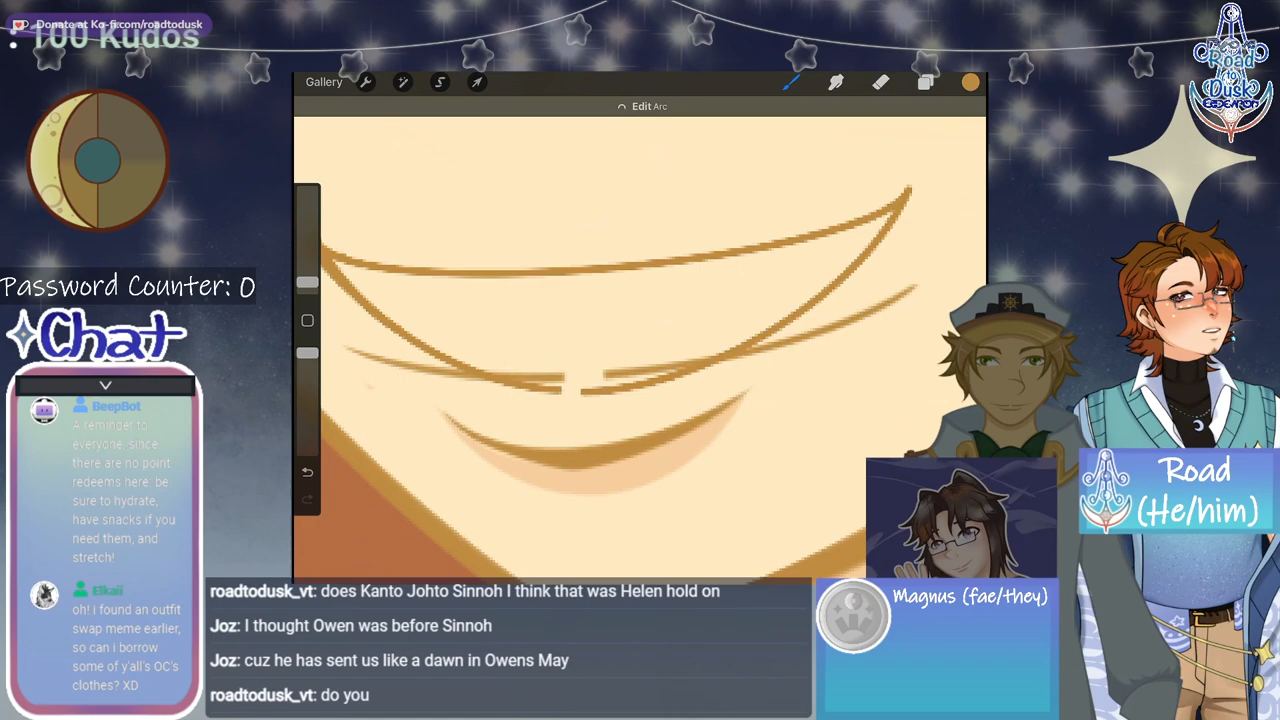 Donate at Ko-fi.com/roadtodusk
: 100 Kudos
Gallery
Edit Arc
Road
to
Dusk
Password Counter: 0
Chat
BeepBot
A reminder to
everyone, since
there are no point
redeems here: be
sure to hydrate,
have snacks if you
need them, and
stretch!
Elkaii
oh! i found an outfit
swap meme earlier,
so can i borrow
some of y'all's OC's
clothes? XD
roadtodusk_vt: does Kanto Johto Sinnoh I think that was Helen hold on
Joz: I thought Owen was before Sinnoh
Joz: cuz he has sent us like a dawn in Owens May
roadtodusk_vt: do you
Road
(He/him)
Magnus (fae/they)